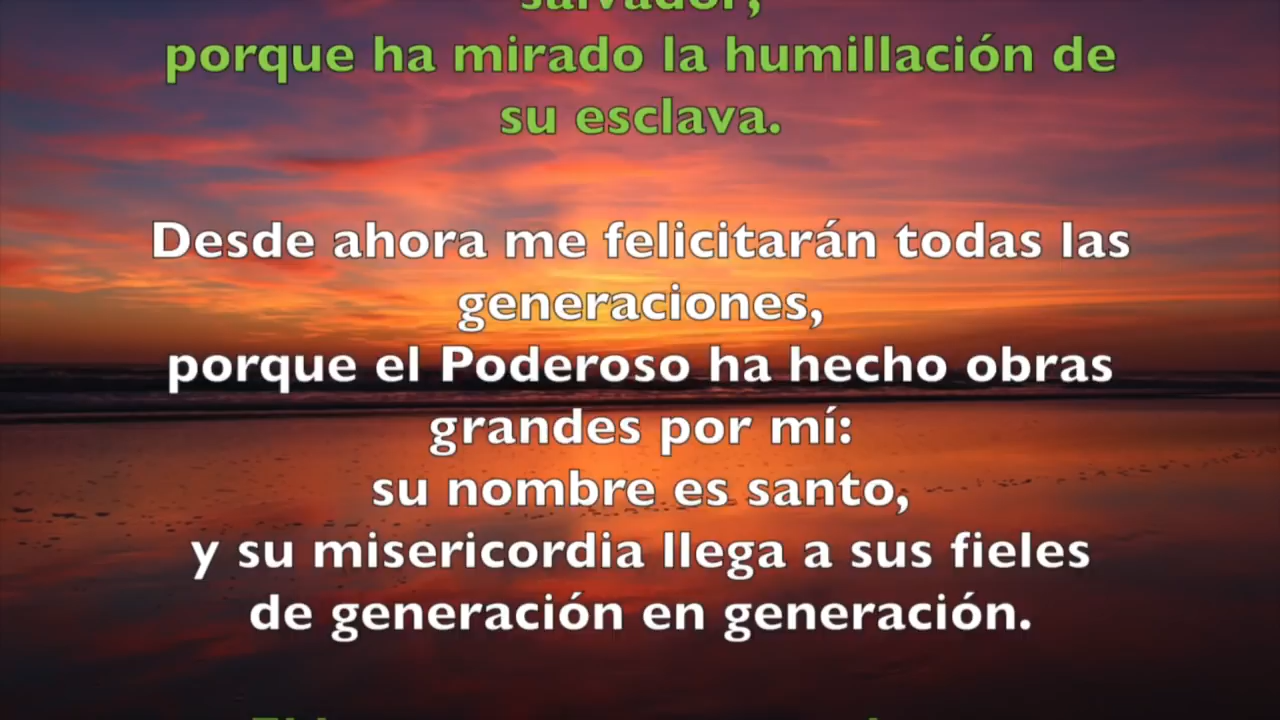 salvador,
porque ha mirado la humillación de
su esclava.
Desde ahora me felicitarán todas las
generaciones,
porque el Poderoso ha hecho obras
grandes por mí:
su nombre es santo,
y su misericordia llega a sus fieles
de generación en generación.